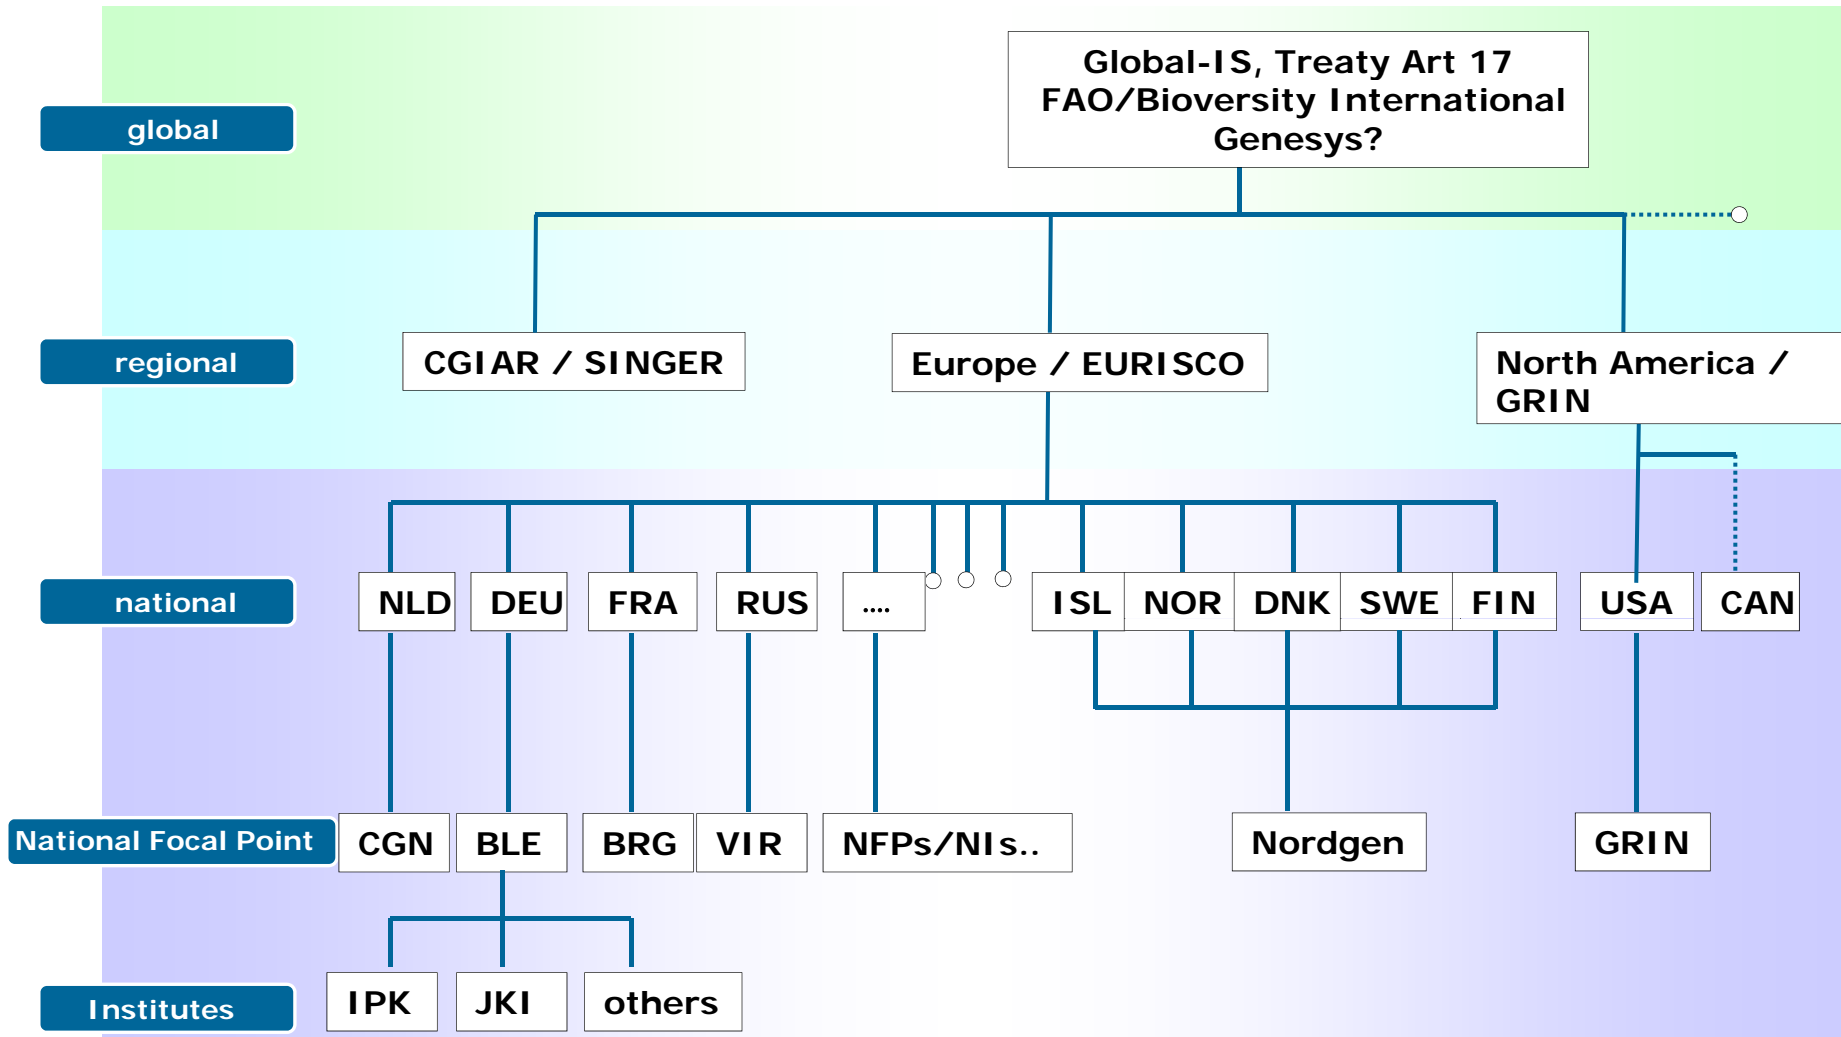 Global-IS, Treaty Art 17
FAO/Bioversity International
Genesys?
global
regional
CGIAR / SINGER
Europe / EURISCO
North America /
GRIN
national
NLD
DEU
FRA
RUS
....
ISL
NOR
DNK
SWE
FIN
USA
CAN
National Focal Point
CGN
BLE
BRG
VIR
NFPs/NIs..
Nordgen
GRIN
Institutes
IPK
JKI
others